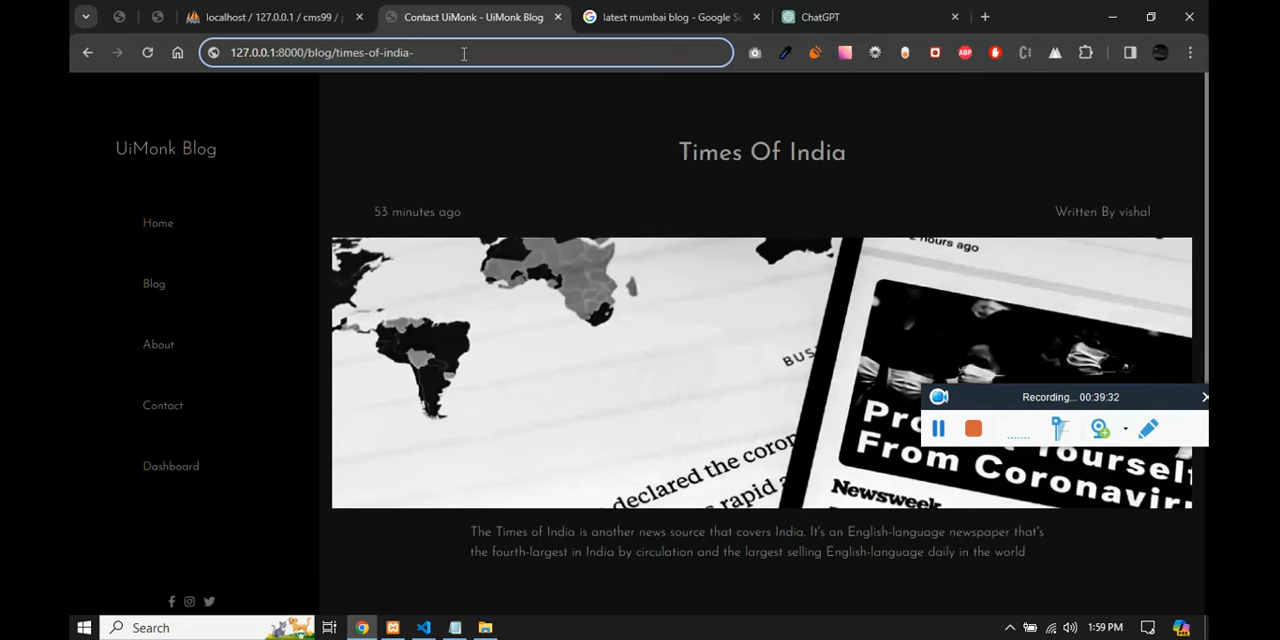 localhost / 127.0.0.1 / cms99 /
Contact UiMonk - UiMonk Blog
latest mumbai blog - Google
ChatGPT
127.0.0.1:8000/blog/times-of-india-
ABP
UiMonk Blog
Home
Blog
About
Contact
Dashboard
Times Of India
53 minutes ago
Written By vishal
hours ago
BUS
declared the coron
rapid
From Coronavir
Newsweek
Recording... 00:39:32
The Times of India is another news source that covers India. It's an English-language newspaper that's
the fourth-largest in India by circulation and the largest selling English-language daily in the world
Search
1:59 PM